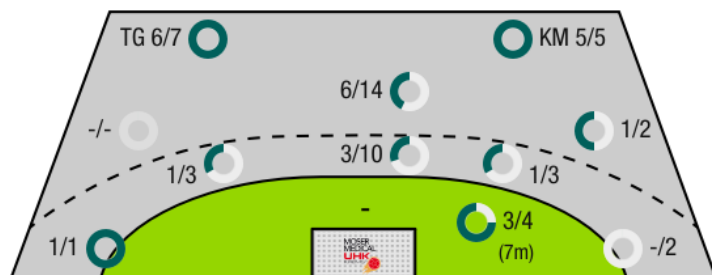 TG 6/7
KM 5/5
6/14
-/-
1/2
1/3
3/10
1/3
-
3/4
(7m)
1/1
-/2
MOSER
MEDICAL
UHK